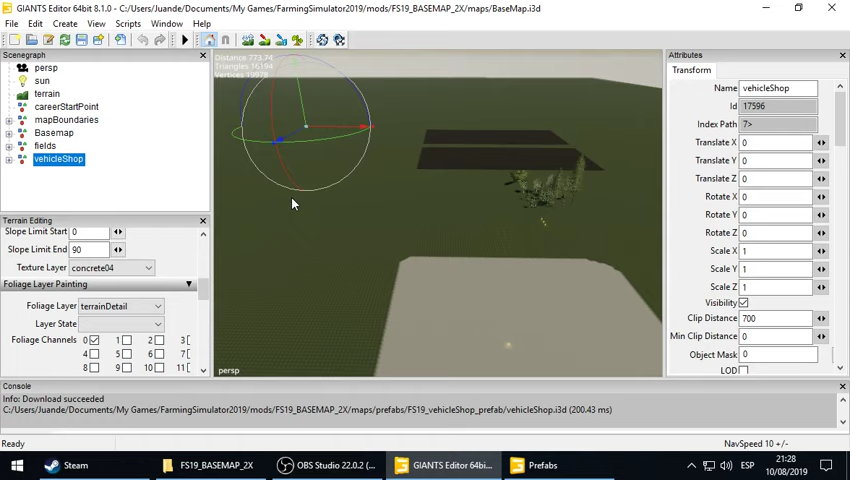 GIANTS Editor 64bit 8.1.0 - C:/Users/Juande/Documents/My Games/FarmingSimulator2019/mods/FS19_BASEMAP_2X/maps/BaseMap.i3d
File Edit Create View Scripts Window Help
Scenegraph
persp
sun
terrain
careerStartPoint
mapBoundaries
Basemap
fields
vehicleShop
Terrain Editing
Slope Limit Start 0
Slope Limit End 90
Texture Layer concrete04
Foliage Layer Painting
Foliage Layer terrainDetail
Layer State
Foliage Channels 0 1 2 3
4 5 6 7
8 9 10 11
Distance 773.74
Triangles 16194
Vertices 19978
persp
Attributes
Transform
Name vehicleShop
Id 17596
Index Path 7>
Translate X 0
Translate Y 0
Translate Z 0
Rotate X 0
Rotate Y 0
Rotate Z 0
Scale X 1
Scale Y 1
Scale Z 1
Visibility
Clip Distance 700
Min Clip Distance 0
Object Mask 0
LOD
Console
Info: Download succeeded
C:/Users/Juande/Documents/My Games/FarmingSimulator2019/mods/FS19_BASEMAP_2X/maps/prefabs/FS19_vehicleShop_prefab/vehicleShop.i3d (200.43 ms)
Ready
NavSpeed 10 +/-
Steam
FS19_BASEMAP_2X
OBS Studio 22.0.2 (...
GIANTS Editor 64bi...
Prefabs
ESP
21:28
10/08/2019